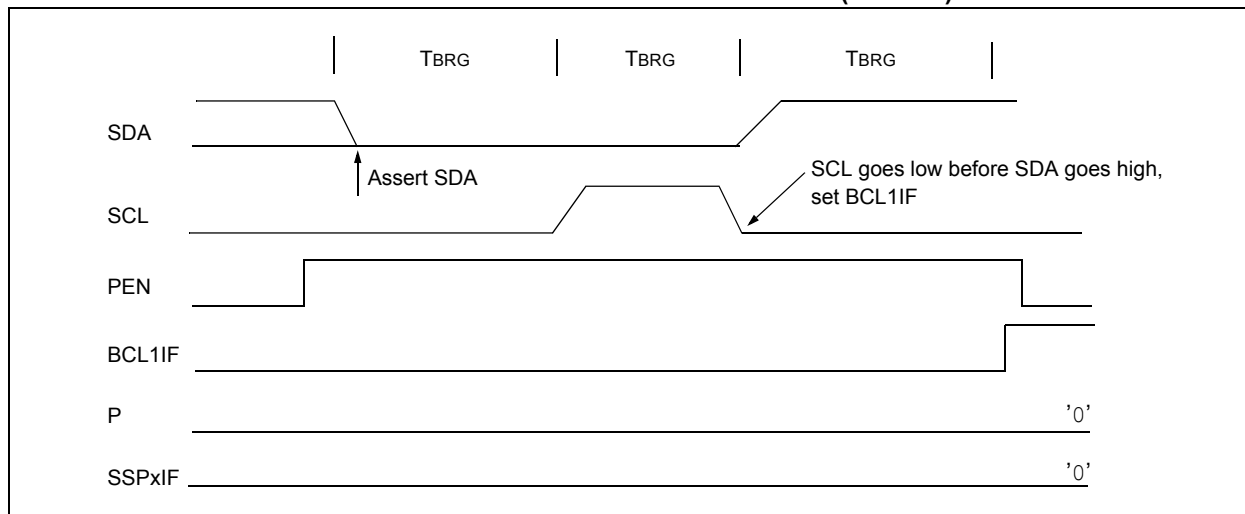 TBRG TBRG TBRG
SDA
Assert SDA
SCL goes low before SDA goes high,
set BCL1IF
SCL
PEN
BCL1IF
P '0'
SSPxIF '0'